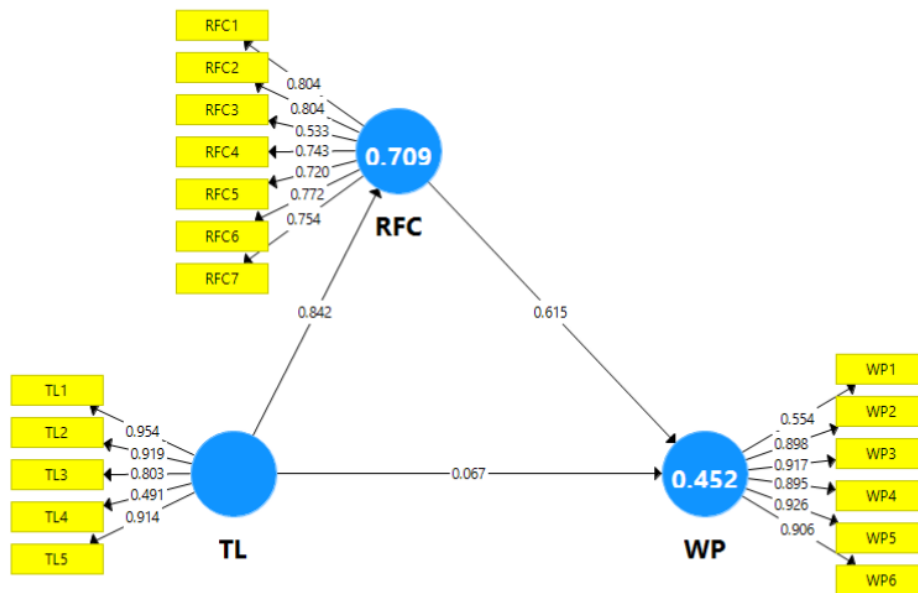 RFC1
RFC2
RFC3
RFC4
RFC5
RFC6
RFC7
0.804
0.804
0.533
0.743
0.720
0.772
0.754
0.709
RFC
0.842
0.615
TL1
TL2
TL3
TL4
TL5
0.954
0.919
0.803
0.491
0.914
TL
0.067
0.452
WP
0.554
0.898
0.917
0.895
0.926
0.906
WP1
WP2
WP3
WP4
WP5
WP6